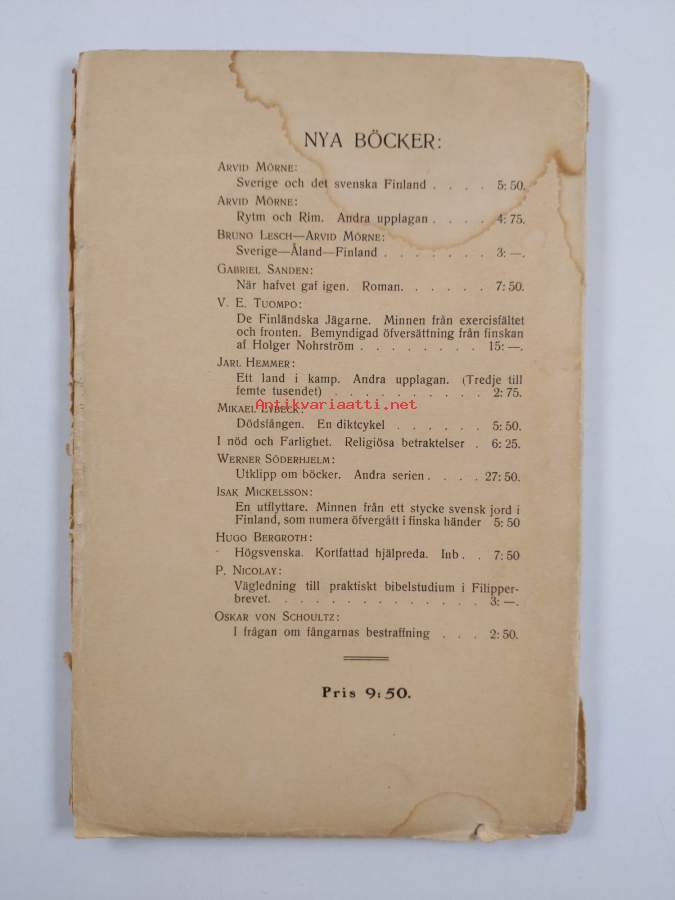 NYA BÖCKER:
ARVID MÖRNE:
Sverige och det svenska Finland . . . . 5: 50.
ARVID MÖRNE:
Rytm och Rim. Andra upplagan . . . . 4: 75.
BRUNO LESCH—ARVID MÖRNE:
Sverige—Åland—Finland . . . . . . . 3: —.
GABRIEL SANDEN:
När hafvet gaf igen. Roman. . . . . . 7: 50.
V. E. TUOMPO:
De Finländska Jägarne. Minnen från exercisfältet
och fronten. Bemyndigad öfversättning från finskan
af Holger Nohrström . . . . . . . . 15: —.
JARL HEMMER:
Ett land i kamp. Andra upplagan. (Tredje till
femte tusendet) . . . . . . . . . . 2: 75.
Antikvariaatti.net
MIKAEL LYBECK:
Dödsfången. En diktcykel . . . . . . 5: 50.
I nöd och Farlighet. Religiösa betraktelser . 6: 25.
WERNER SÖDERHJELM:
Utklipp om böcker. Andra serien . . . . 27: 50.
ISAK MICKELSSON:
En utflyttare. Minnen från ett stycke svensk jord i
Finland, som numera öfvergått i finska händer 5: 50
HUGO BERGROTH:
Högsvenska. Kortfattad hjälpreda. Inb . . 7: 50
P. NICOLAY:
Vägledning till praktiskt bibelstudium i Filipper-
brevet. . . . . . . . . . . . . . 3: —.
OSKAR VON SCHOULTZ:
I frågan om fångarnas bestraffning . . . 2: 50.
Pris 9: 50.